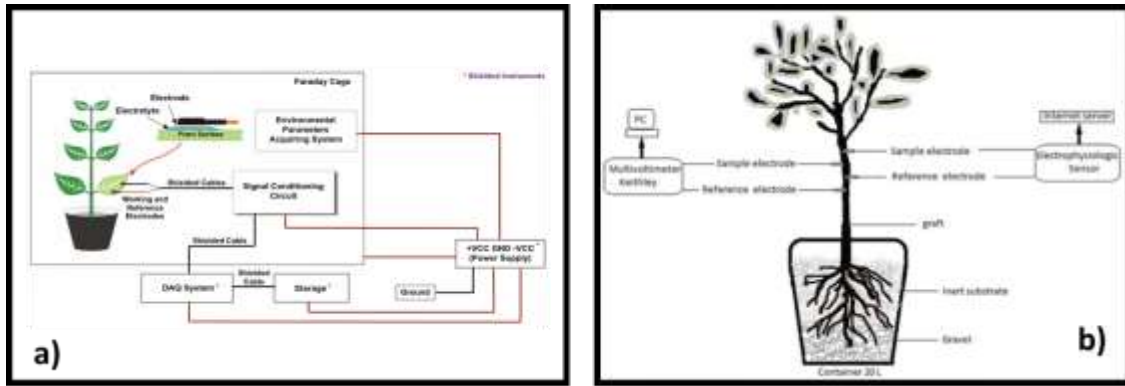 Faraday Cage
* Shielded Instruments
Electrode
Electrolyte
Plant Surface
Environmental
Parameters
Acquiring System
Shielded Cables
Signal Conditioning
Circuit
Working and
Reference
Electrodes
Shielded Cable
+VCC GND -VCC *
(Power Supply)
DAQ System *
Shielded
Cable
Storage *
Ground
a)
PC
Multivoltimeter
Keithley
Sample electrode
Reference electrode
Internet server
Sample electrode
Electrophysiologic
Sensor
Reference electrode
graft
Inert substrate
Gravel
Container 20 L
b)